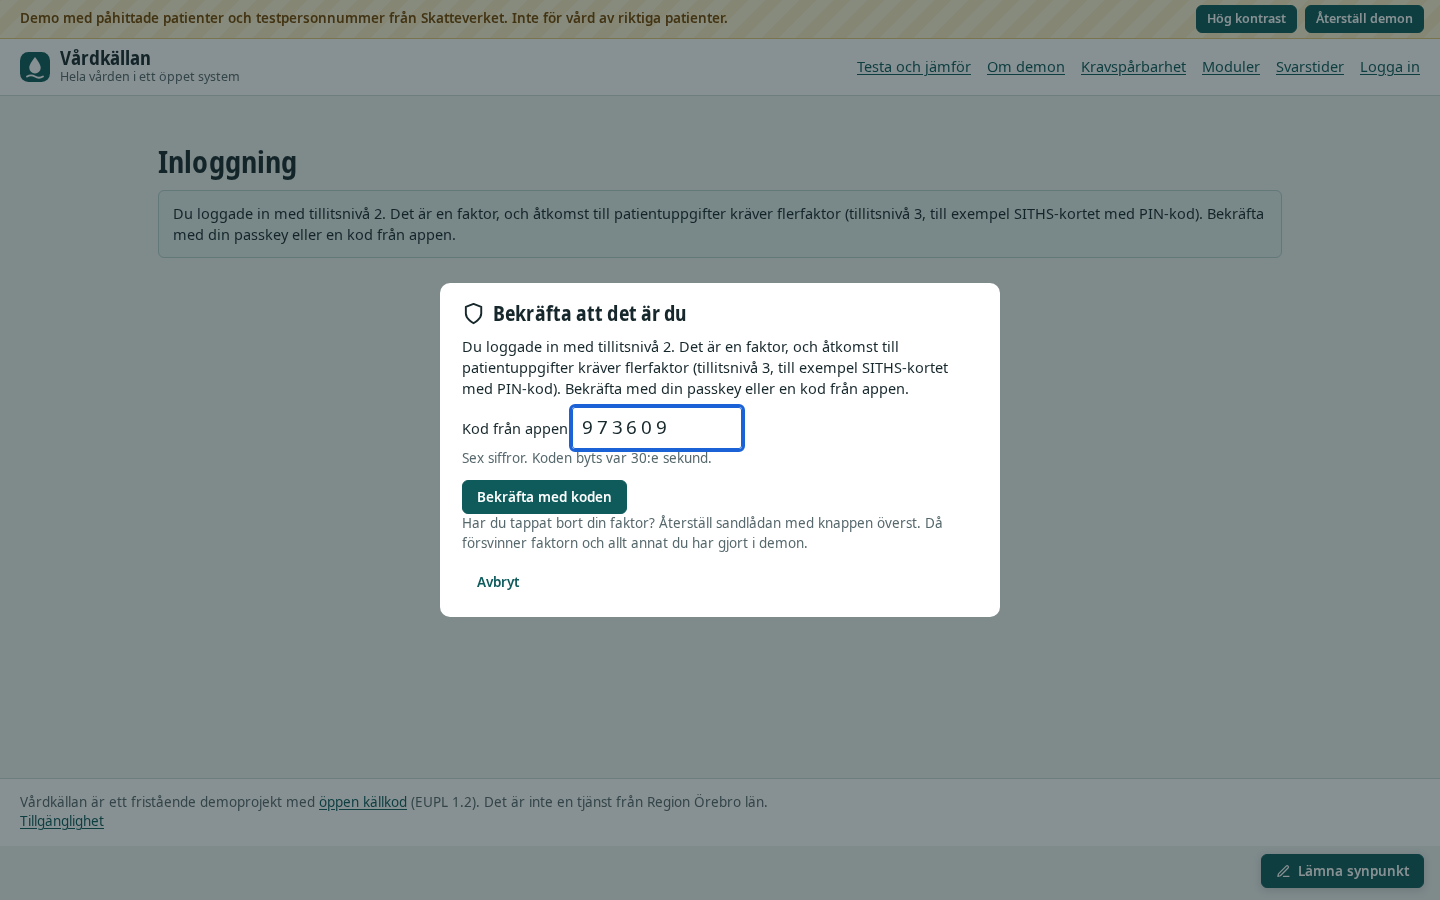 Demo med påhittade patienter och testpersonnummer från Skatteverket. Inte för vård av riktiga patienter.
Hög kontrast
Återställ demon
Vårdkällan
Hela vården i ett öppet system
Testa och jämför
Om demon
Kravspårbarhet
Moduler
Svarstider
Logga in
Inloggning
Du loggade in med tillitsnivå 2. Det är en faktor, och åtkomst till patientuppgifter kräver flerfaktor (tillitsnivå 3, till exempel SITHS-kortet med PIN-kod). Bekräfta
med din passkey eller en kod från appen.
Bekräfta att det är du
Du loggade in med tillitsnivå 2. Det är en faktor, och åtkomst till
patientuppgifter kräver flerfaktor (tillitsnivå 3, till exempel SITHS-kortet
med PIN-kod). Bekräfta med din passkey eller en kod från appen.
Kod från appen 973609
Sex siffror. Koden byts var 30:e sekund.
Bekräfta med koden
Har du tappat bort din faktor? Återställ sandlådan med knappen överst. Då
försvinner faktorn och allt annat du har gjort i demon.
Avbryt
Vårdkällan är ett fristående demoprojekt med öppen källkod (EUPL 1.2). Det är inte en tjänst från Region Örebro län.
Tillgänglighet
Lämna synpunkt